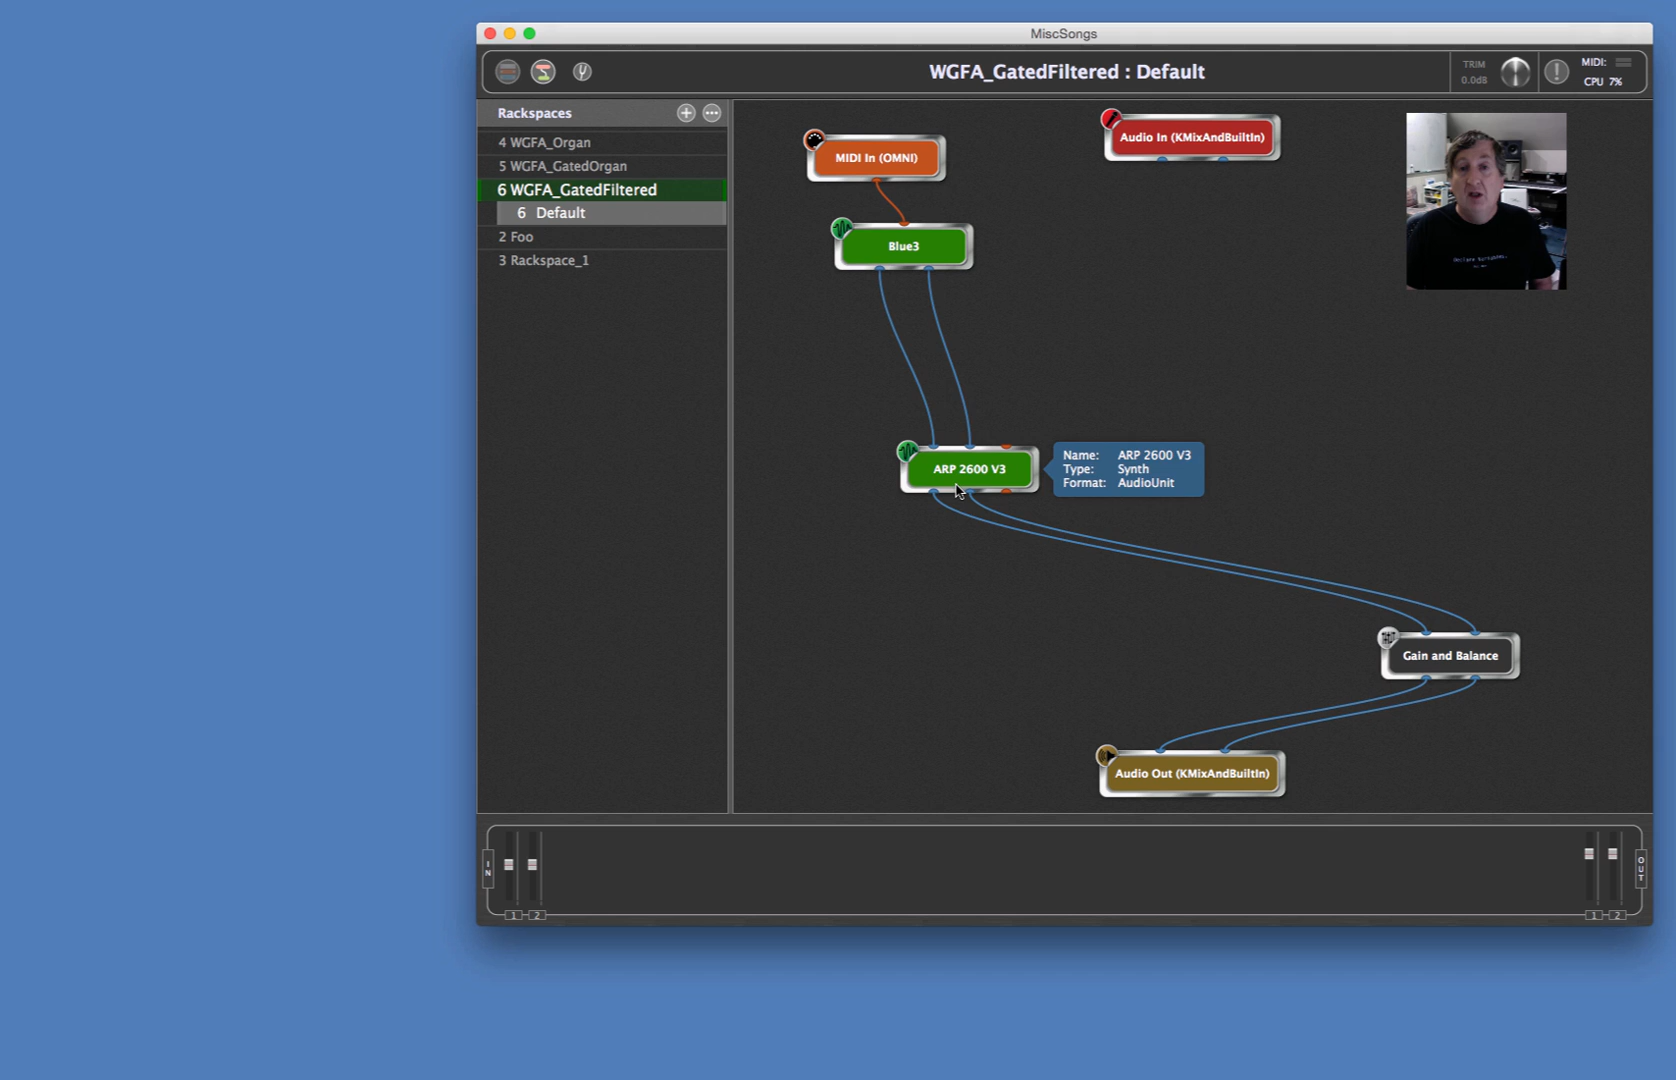 MiscSongs
WGFA_GatedFiltered : Default
TRIM
0.0dB
MIDI:
CPU 7%
Rackspaces
4 WGFA_Organ
5 WGFA_GatedOrgan
6 WGFA_GatedFiltered
6 Default
2 Foo
3 Rackspace_1
MIDI In (OMNI)
Audio In (KMixAndBuiltIn)
Blue3
ARP 2600 V3
Name: ARP 2600 V3
Type: Synth
Format: AudioUnit
Gain and Balance
Audio Out (KMixAndBuiltIn)
IN
1 2
OUT
1 2